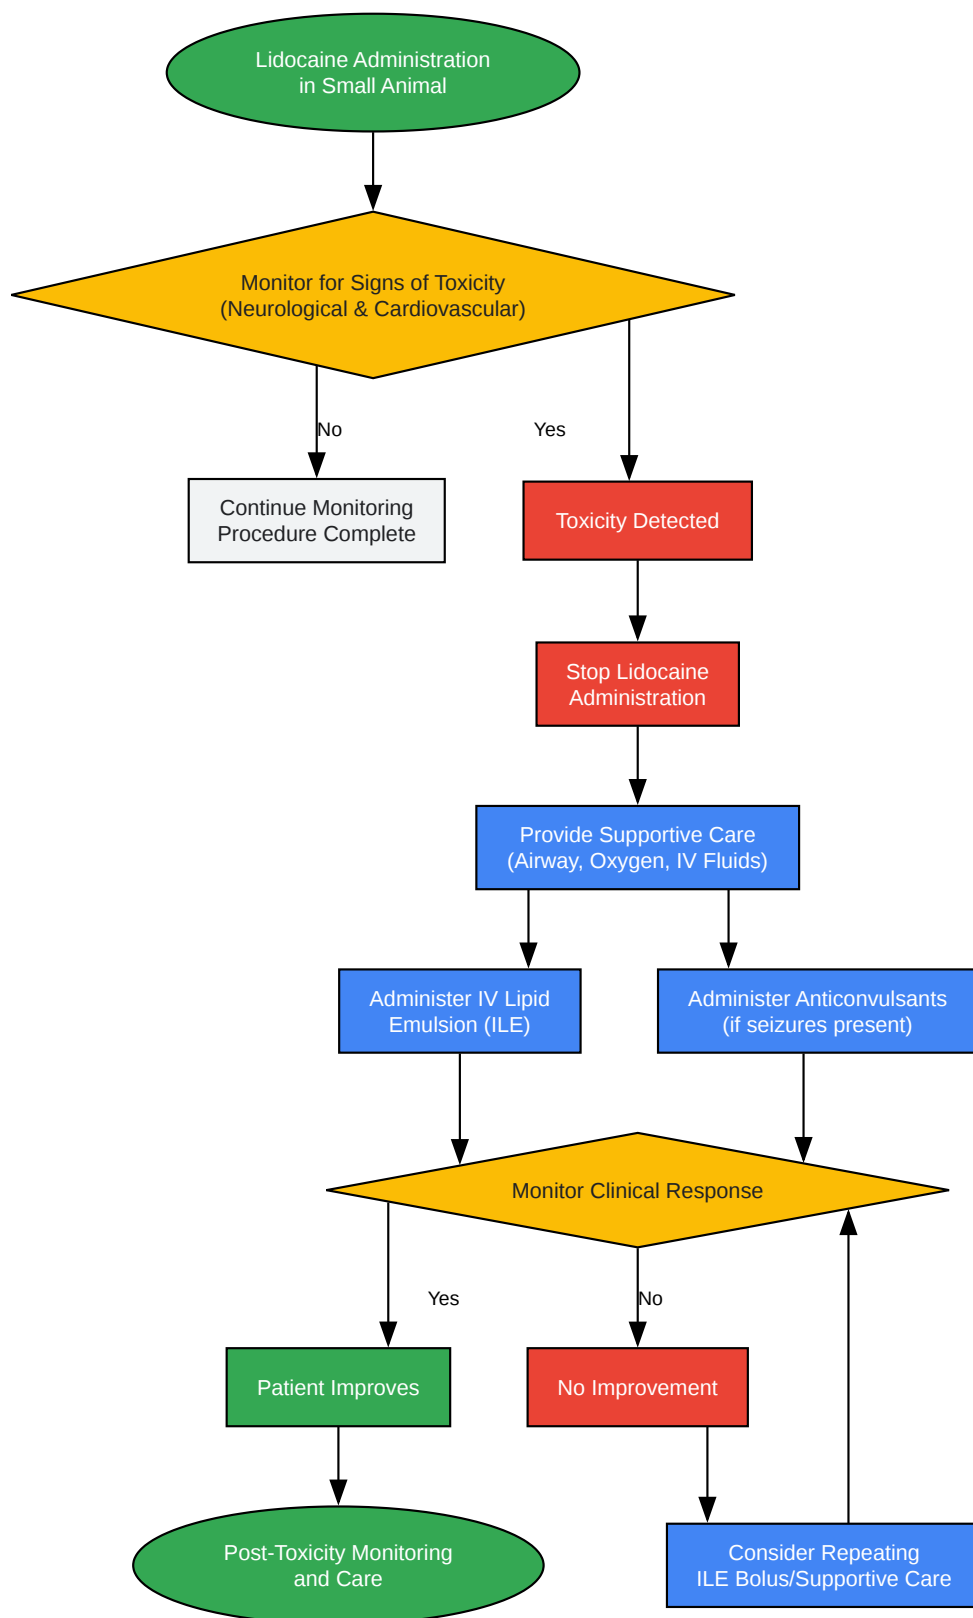 Lidocaine Administration
in Small Animal
Monitor for Signs of Toxicity
(Neurological & Cardiovascular)
No
Yes
Continue Monitoring
Procedure Complete
Toxicity Detected
Stop Lidocaine
Administration
Provide Supportive Care
(Airway, Oxygen, IV Fluids)
Administer IV Lipid
Emulsion (ILE)
Administer Anticonvulsants
(if seizures present)
Monitor Clinical Response
Yes
No
Patient Improves
No Improvement
Post-Toxicity Monitoring
and Care
Consider Repeating
ILE Bolus/Supportive Care